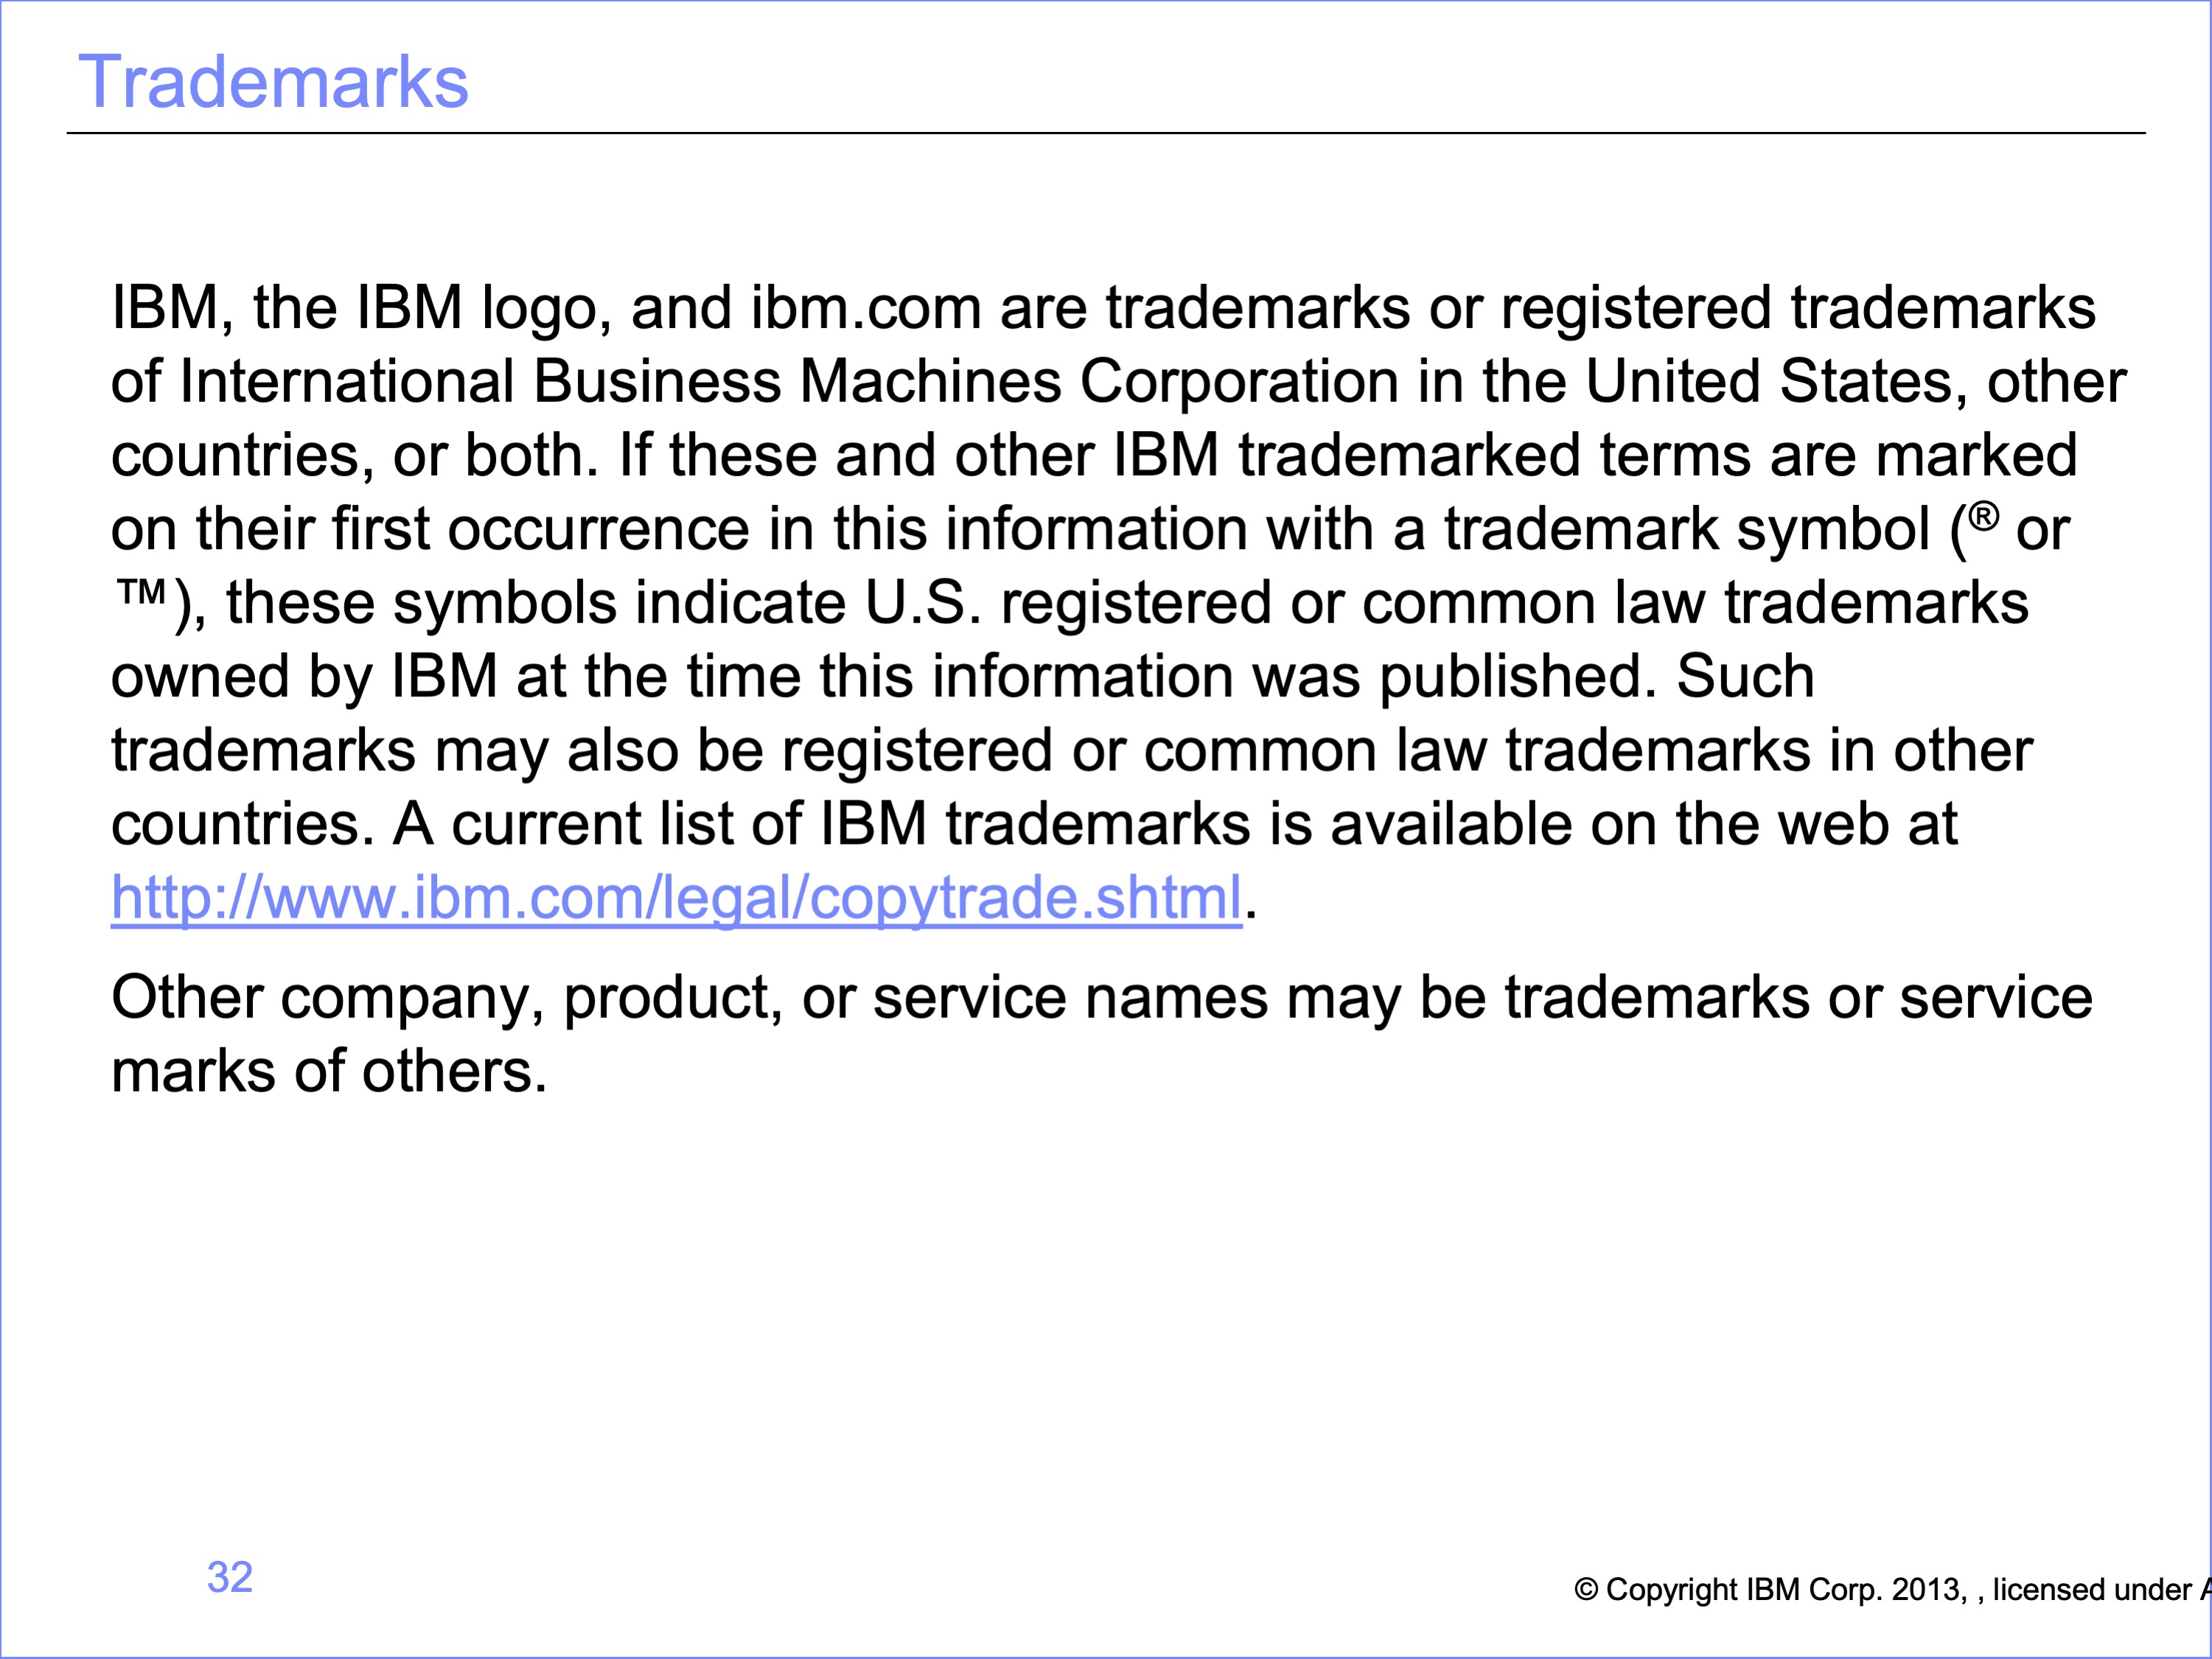 Trademarks
IBM, the IBM logo, and ibm.com are trademarks or registered trademarks
of International Business Machines Corporation in the United States, other
countries, or both. If these and other IBM trademarked terms are marked
on their first occurrence in this information with a trademark symbol (® or
™), these symbols indicate U.S. registered or common law trademarks
owned by IBM at the time this information was published. Such
trademarks may also be registered or common law trademarks in other
countries. A current list of IBM trademarks is available on the web at
http://www.ibm.com/legal/copytrade.shtml.
Other company, product, or service names may be trademarks or service
marks of others.
32
© Copyright IBM Corp. 2013, , licensed under